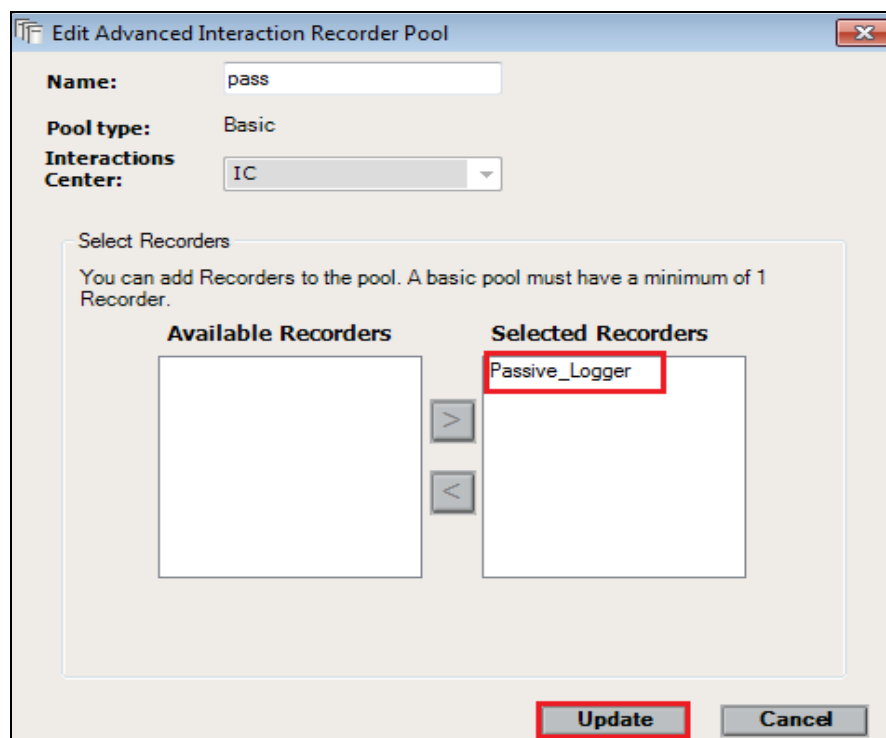 Edit Advanced Interaction Recorder Pool
Name: pass
Pool type: Basic
Interactions Center: IC
Select Recorders
You can add Recorders to the pool. A basic pool must have a minimum of 1
Recorder.
Available Recorders Selected Recorders
Passive_Logger
>
<
Update Cancel